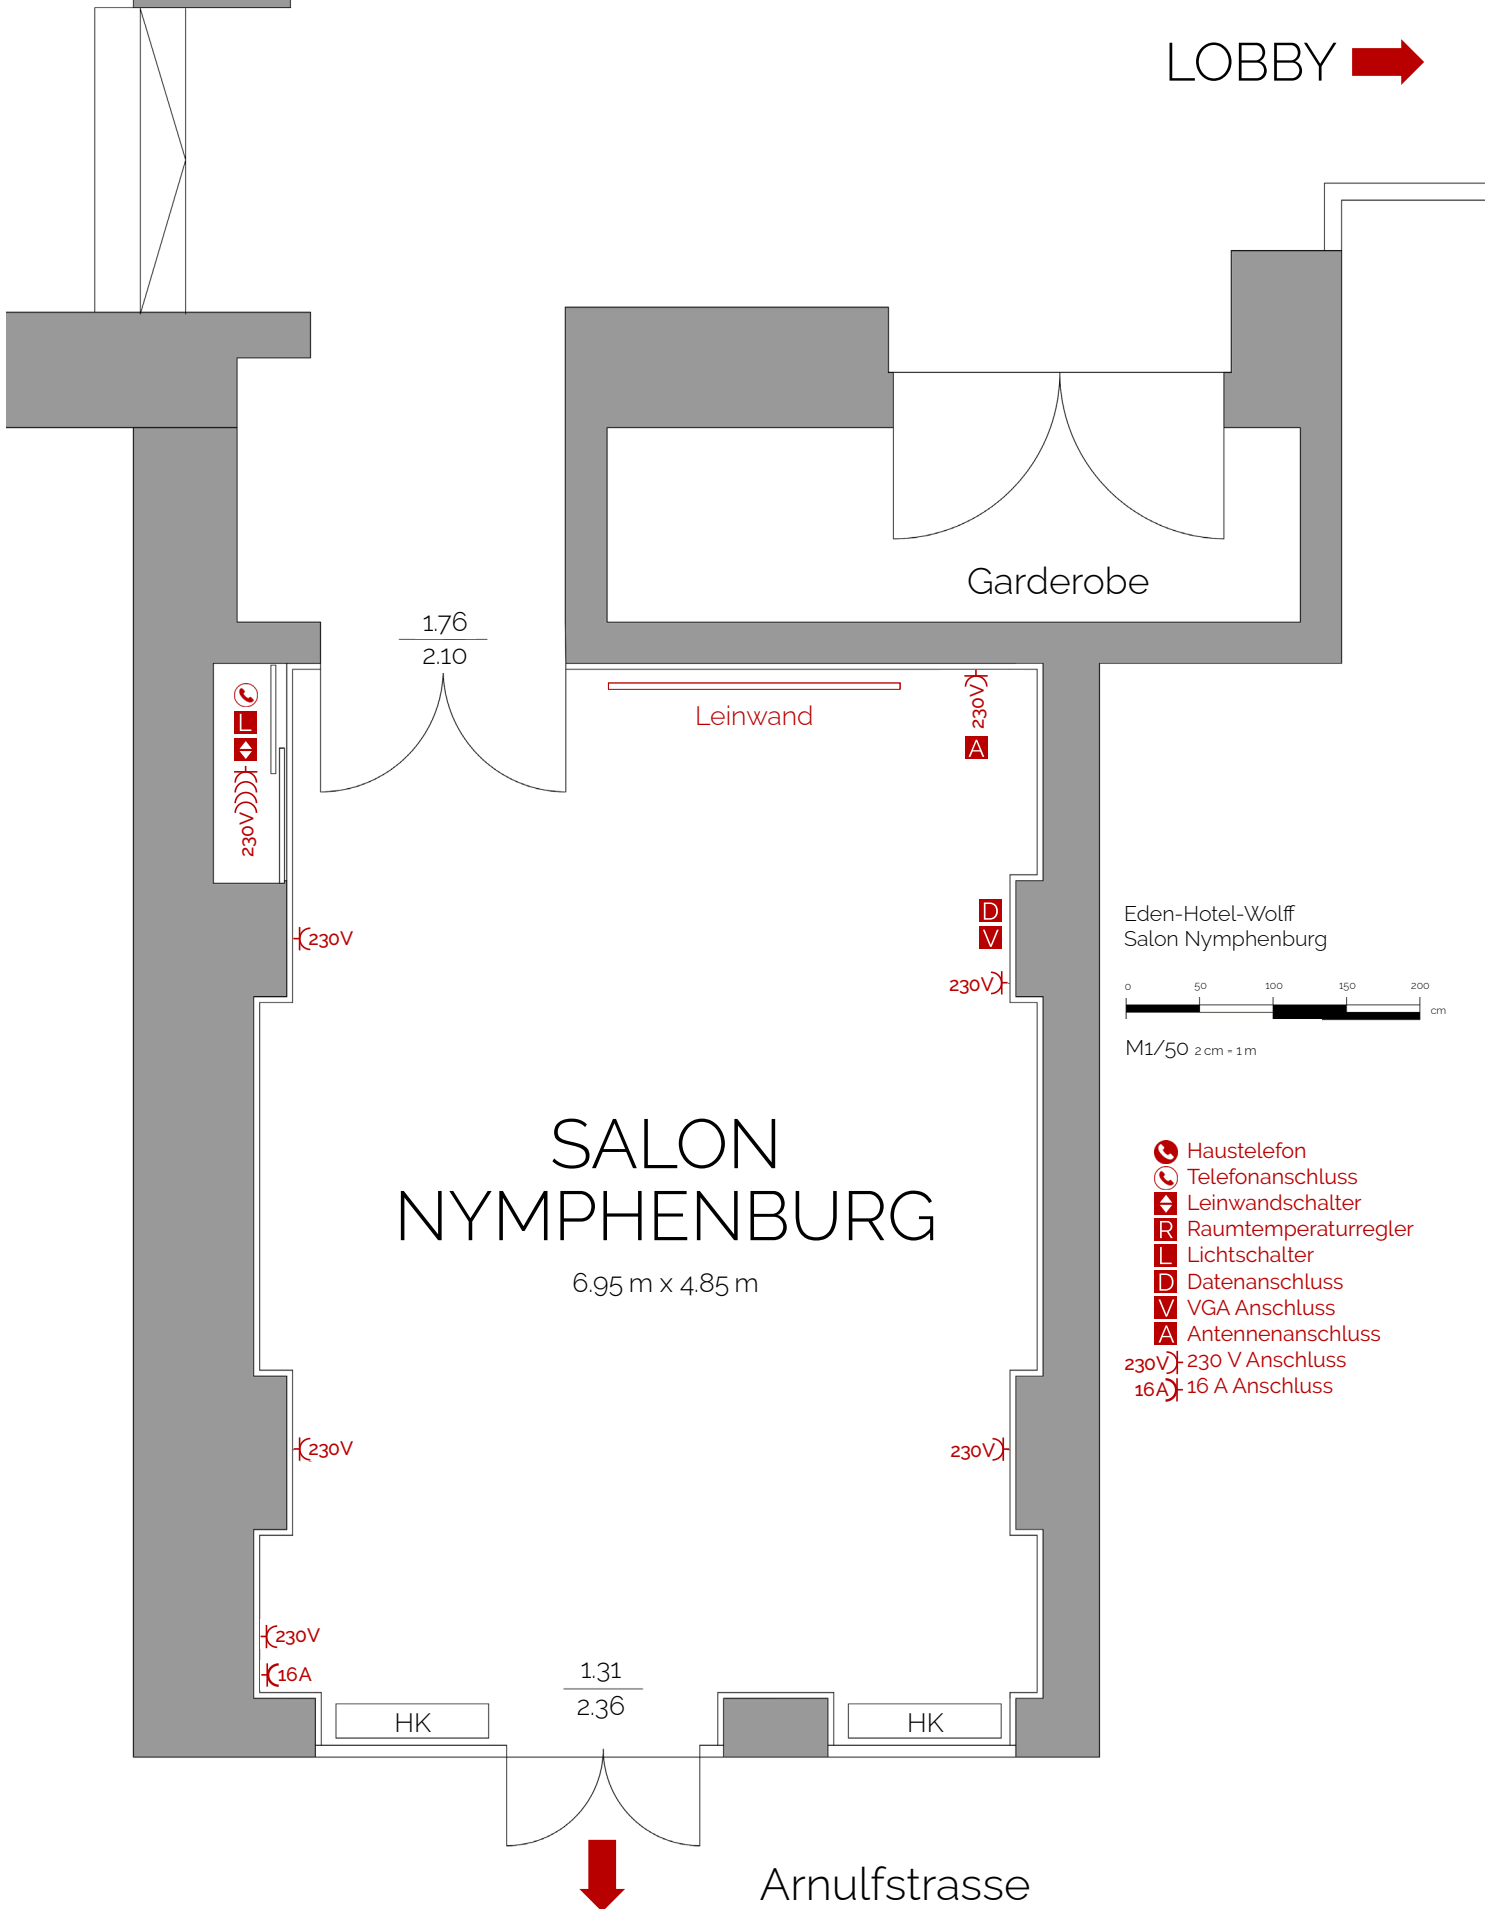 LOBBY
Garderobe
1.76
2.10
Leinwand
230V
A
L
230V
D
V
230V
230V
Eden-Hotel-Wolff
Salon Nymphenburg
0 50 100 150 200
cm
M1/50 2 cm = 1 m
SALON
NYMPHENBURG
6.95 m x 4.85 m
Haustelefon
Telefonanschluss
Leinwandschalter
R Raumtemperaturregler
L Lichtschalter
D Datenanschluss
V VGA Anschluss
A Antennenanschluss
230V 230 V Anschluss
16A 16 A Anschluss
230V
230V
230V
16A
1.31
2.36
HK
HK
Arnulfstrasse